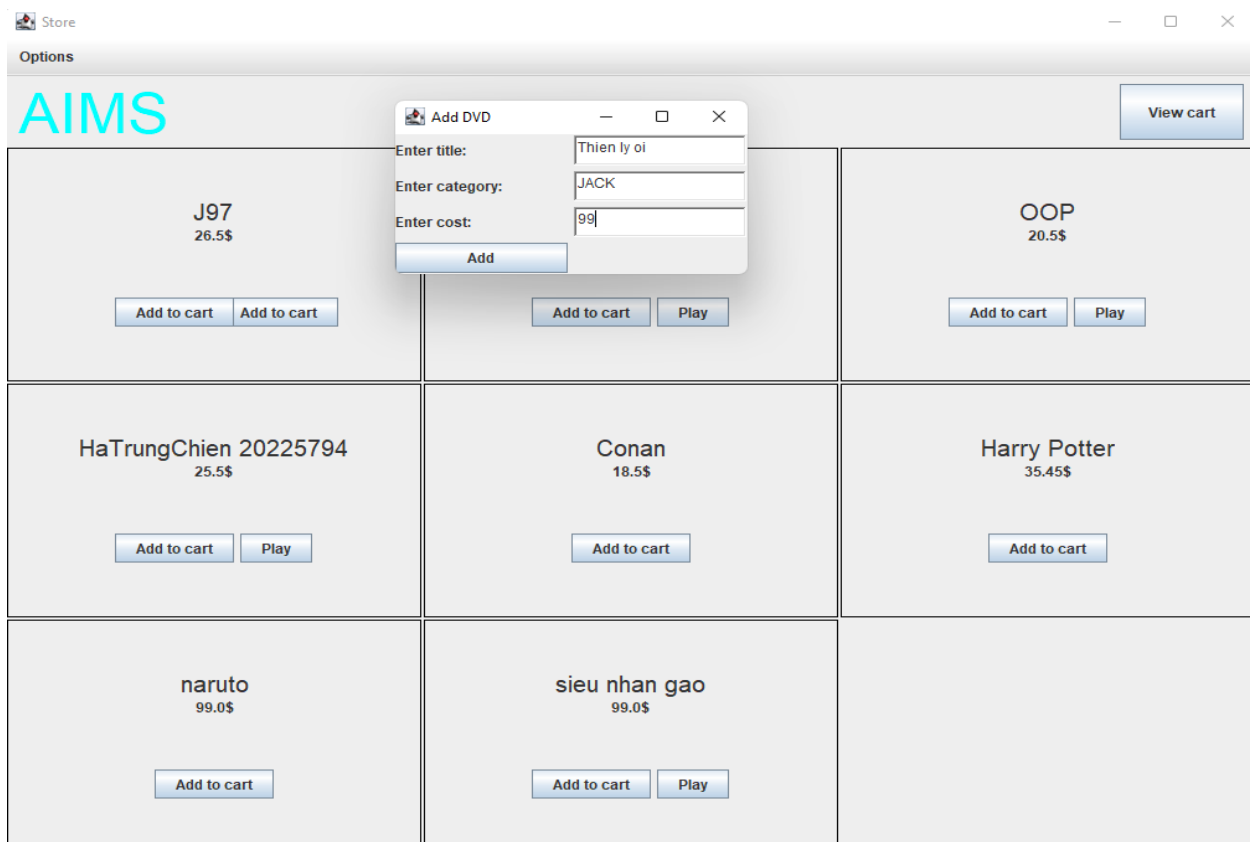 Store
Options
AIMS
View cart
Add DVD
Enter title: Thien ly oi
Enter category: JACK
Enter cost: 99
Add
J97
26.5$
Add to cart Add to cart
Add to cart Play
OOP
20.5$
Add to cart Play
HaTrungChien 20225794
25.5$
Add to cart Play
Conan
18.5$
Add to cart
Harry Potter
35.45$
Add to cart
naruto
99.0$
Add to cart
sieu nhan gao
99.0$
Add to cart Play